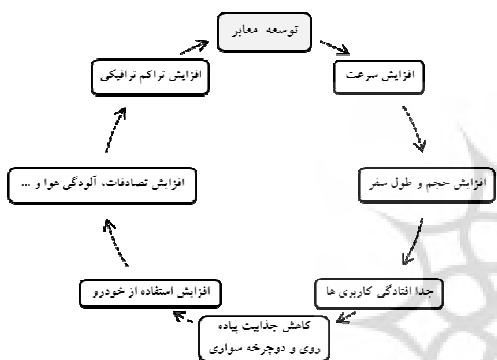 توسعه معابر
افزایش سرعت
افزایش حجم و طول سفر
جدا افتادگی کاربری ها
کاهش جذابیت پیاده
روی و دوچرخه سواری
افزایش استفاده از خودرو
افزایش تصادفات، آلودگی هوا و ...
افزایش تراکم ترافیکی